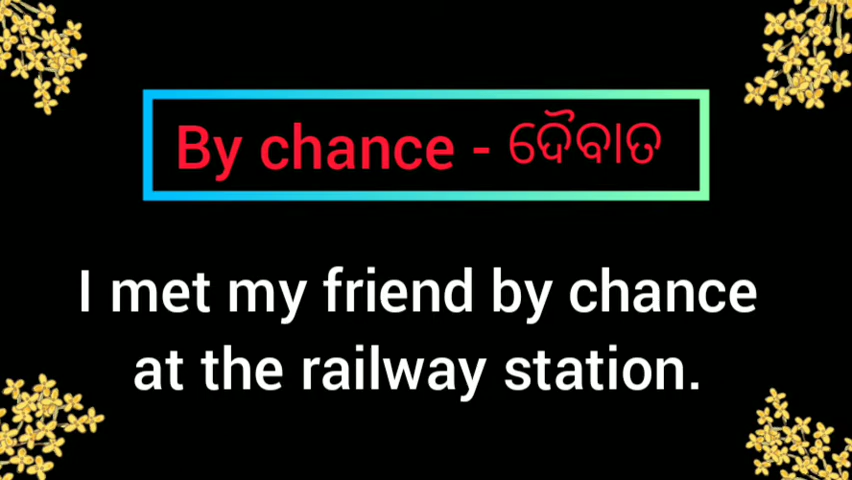 By chance - ଦୈବାତ
I met my friend by chance
at the railway station.